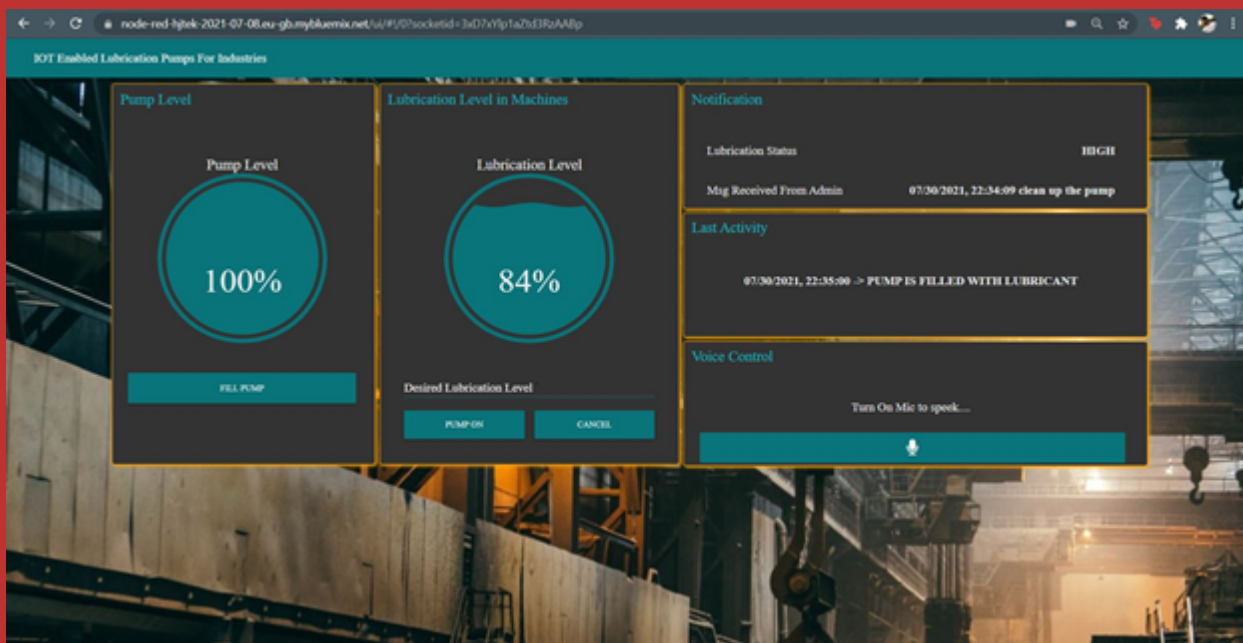 node-red-hjtek-2021-07-08.eu-gb.mybluemix.net/ui/#!/0?socketid=3xD7xYlp1aZtd3RzAABp
IOT Enabled Lubrication Pumps For Industries
Pump Level
Pump Level
100%
FILL PUMP
Lubrication Level in Machines
Lubrication Level
84%
Desired Lubrication Level
PUMP ON CANCEL
Notification
Lubrication Status HIGH
Msg Received From Admin 07/30/2021, 22:34:09 clean up the pump
Last Activity
07/30/2021, 22:35:00 -> PUMP IS FILLED WITH LUBRICANT
Voice Control
Turn On Mic to speek....